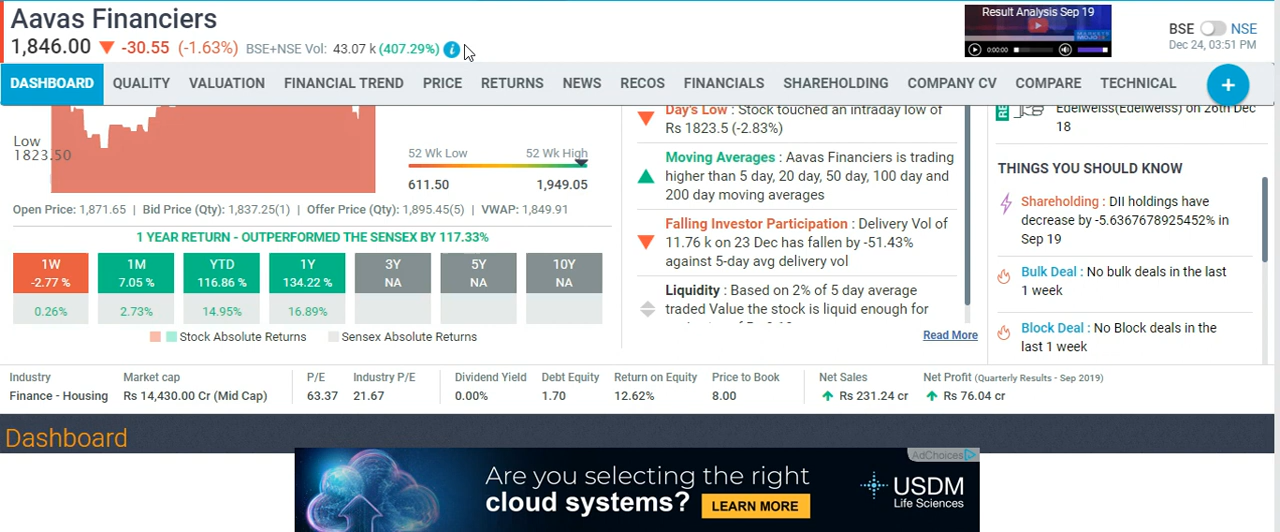 Aavas Financiers
1,846.00 -30.55 (-1.63%) BSE+NSE Vol: 43.07 k (407.29%) i
Result Analysis Sep 19
0:00:00
BSE NSE
Dec 24, 03:51 PM
DASHBOARD QUALITY VALUATION FINANCIAL TREND PRICE RETURNS NEWS RECOS FINANCIALS SHAREHOLDING COMPANY CV COMPARE TECHNICAL +
Low
1823.50
52 Wk Low 52 Wk High
611.50 1,949.05
Open Price: 1,871.65 | Bid Price (Qty): 1,837.25(1) | Offer Price (Qty): 1,895.45(5) | VWAP: 1,849.91
1 YEAR RETURN - OUTPERFORMED THE SENSEX BY 117.33%
1W 1M YTD 1Y 3Y 5Y 10Y
-2.77 % 7.05 % 116.86 % 134.22 % NA NA NA
0.26% 2.73% 14.95% 16.89%
Stock Absolute Returns Sensex Absolute Returns
Day's Low : Stock touched an intraday low of
Rs 1823.5 (-2.83%)
Moving Averages : Aavas Financiers is trading
higher than 5 day, 20 day, 50 day, 100 day and
200 day moving averages
Falling Investor Participation : Delivery Vol of
11.76 k on 23 Dec has fallen by -51.43%
against 5-day avg delivery vol
Liquidity : Based on 2% of 5 day average
traded Value the stock is liquid enough for
Read More
Edelweiss(Edelweiss) on 26th Dec
18
THINGS YOU SHOULD KNOW
Shareholding : DII holdings have
decrease by -5.6367678925452% in
Sep 19
Bulk Deal : No bulk deals in the last
1 week
Block Deal : No Block deals in the
last 1 week
Industry Market cap P/E Industry P/E Dividend Yield Debt Equity Return on Equity Price to Book Net Sales Net Profit (Quarterly Results - Sep 2019)
Finance - Housing Rs 14,430.00 Cr (Mid Cap) 63.37 21.67 0.00% 1.70 12.62% 8.00 Rs 231.24 cr Rs 76.04 cr
Dashboard
AdChoices
Are you selecting the right
cloud systems? LEARN MORE
USDM
Life Sciences